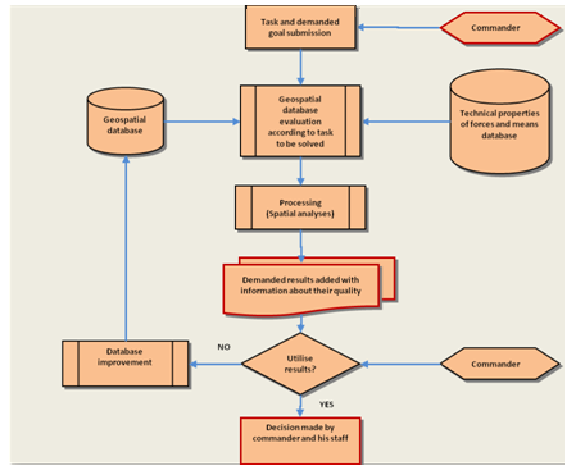 Task and demanded
goal submission
Commander
Geospatial
database
evaluation
according to task
to be solved
Geospatial
database
Technical properties
of forces and means
database
Processing
(Spatial analyses)
Demanded results added with
information about their quality
Utilise
results?
NO
Database
improvement
Commander
YES
Decision made by
commander and his staff